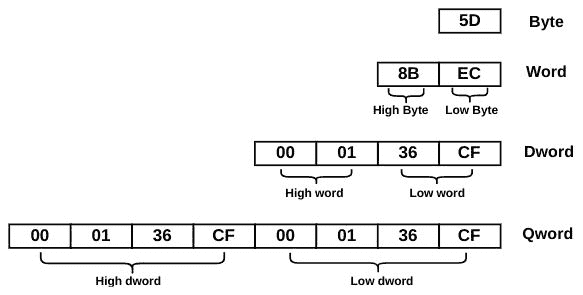 5D Byte
8B EC Word
High Byte Low Byte
00 01 36 CF Dword
High word Low word
00 01 36 CF 00 01 36 CF Qword
High dword Low dword